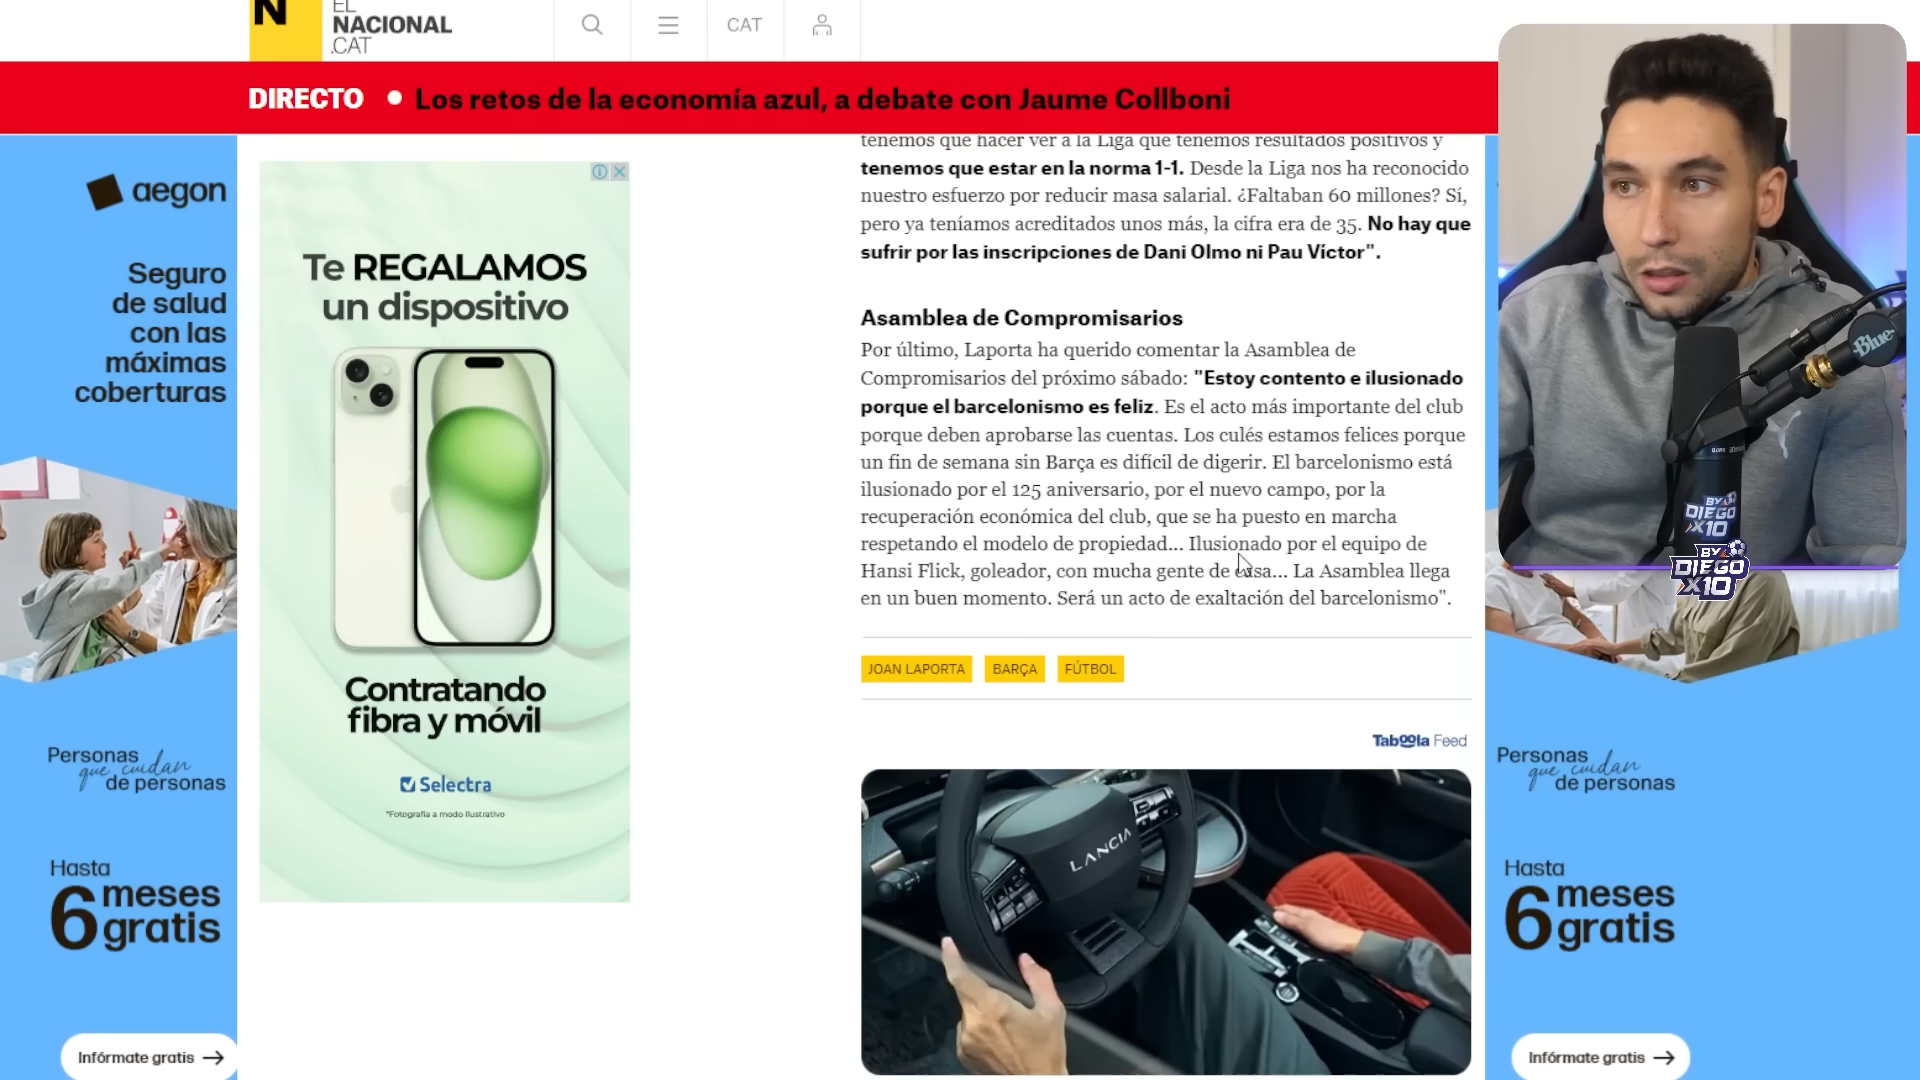 N
EL
NACIONAL
.CAT
CAT
DIRECTO
Los retos de la economía azul, a debate con Jaume Collboni
aegon
Seguro
de salud
con las
máximas
coberturas
Personas
que cuidan
de personas
Hasta
6 meses
gratis
Infórmate gratis →
Te REGALAMOS
un dispositivo
Contratando
fibra y móvil
Selectra
*Fotografía a modo ilustrativo
tenemos que hacer ver a la Liga que tenemos resultados positivos y
tenemos que estar en la norma 1-1. Desde la Liga nos ha reconocido
nuestro esfuerzo por reducir masa salarial. ¿Faltaban 60 millones? Sí,
pero ya teníamos acreditados unos más, la cifra era de 35. No hay que
sufrir por las inscripciones de Dani Olmo ni Pau Víctor".
Asamblea de Compromisarios
Por último, Laporta ha querido comentar la Asamblea de
Compromisarios del próximo sábado: "Estoy contento e ilusionado
porque el barcelonismo es feliz. Es el acto más importante del club
porque deben aprobarse las cuentas. Los culés estamos felices porque
un fin de semana sin Barça es difícil de digerir. El barcelonismo está
ilusionado por el 125 aniversario, por el nuevo campo, por la
recuperación económica del club, que se ha puesto en marcha
respetando el modelo de propiedad... Ilusionado por el equipo de
Hansi Flick, goleador, con mucha gente de casa... La Asamblea llega
en un buen momento. Será un acto de exaltación del barcelonismo".
JOAN LAPORTA
BARÇA
FÚTBOL
Taboola Feed
LANCIA
Blue
BY
DIEGO
X10
BY
DIEGO
X10
Personas
que cuidan
de personas
Hasta
6 meses
gratis
Infórmate gratis →